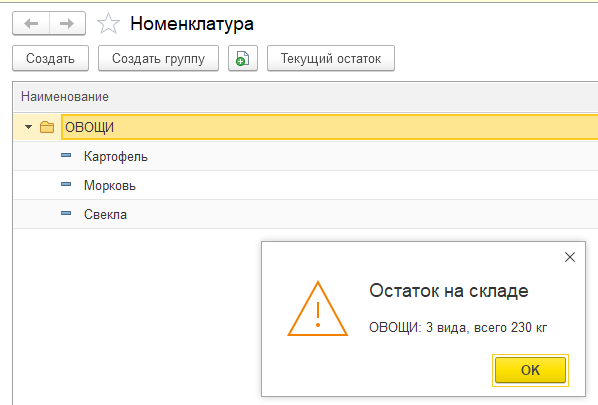 Номенклатура
Создать Создать группу Текущий остаток
Наименование
ОВОЩИ
Картофель
Морковь
Свекла
Остаток на складе
ОВОЩИ: 3 вида, всего 230 кг
OK